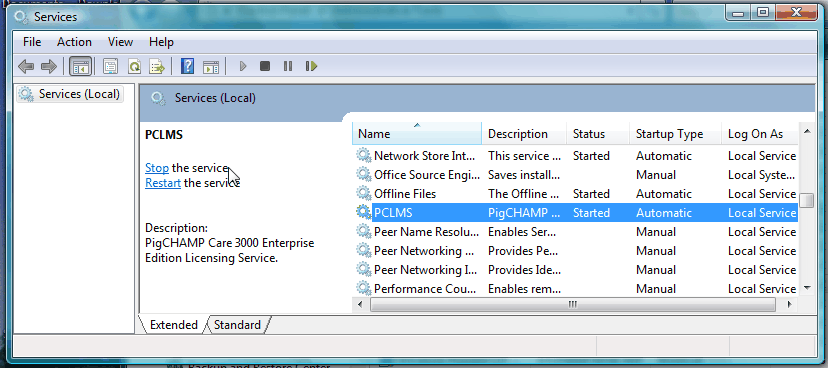 Services
File Action View Help
Services (Local)
Services (Local)
PCLMS
Stop the service
Restart the service
Description:
PigCHAMP Care 3000 Enterprise
Edition Licensing Service.
Name Description Status Startup Type Log On As
Network Store Int... This service ... Started Automatic Local Service
Office Source Engi... Saves install... Manual Local Syste...
Offline Files The Offline ... Started Automatic Local Service
PCLMS PigCHAMP ... Started Automatic Local Service
Peer Name Resolu... Enables Ser... Manual Local Service
Peer Networking ... Provides Pe... Manual Local Service
Peer Networking I... Provides Ide... Manual Local Service
Performance Cou... Enables rem... Manual Local Service
Extended Standard
Backup and Restore Center